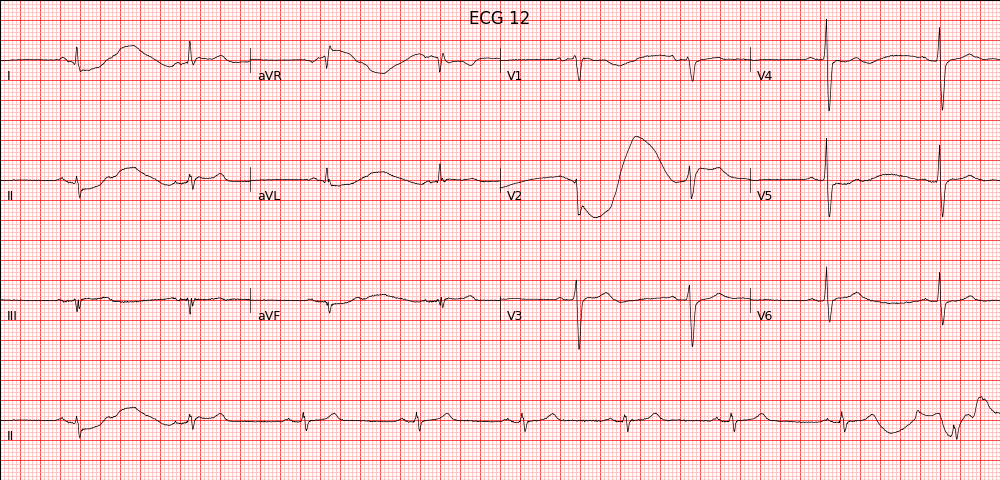 ECG 12
I aVR V1 V4
II aVL V2 V5
III aVF V3 V6
II